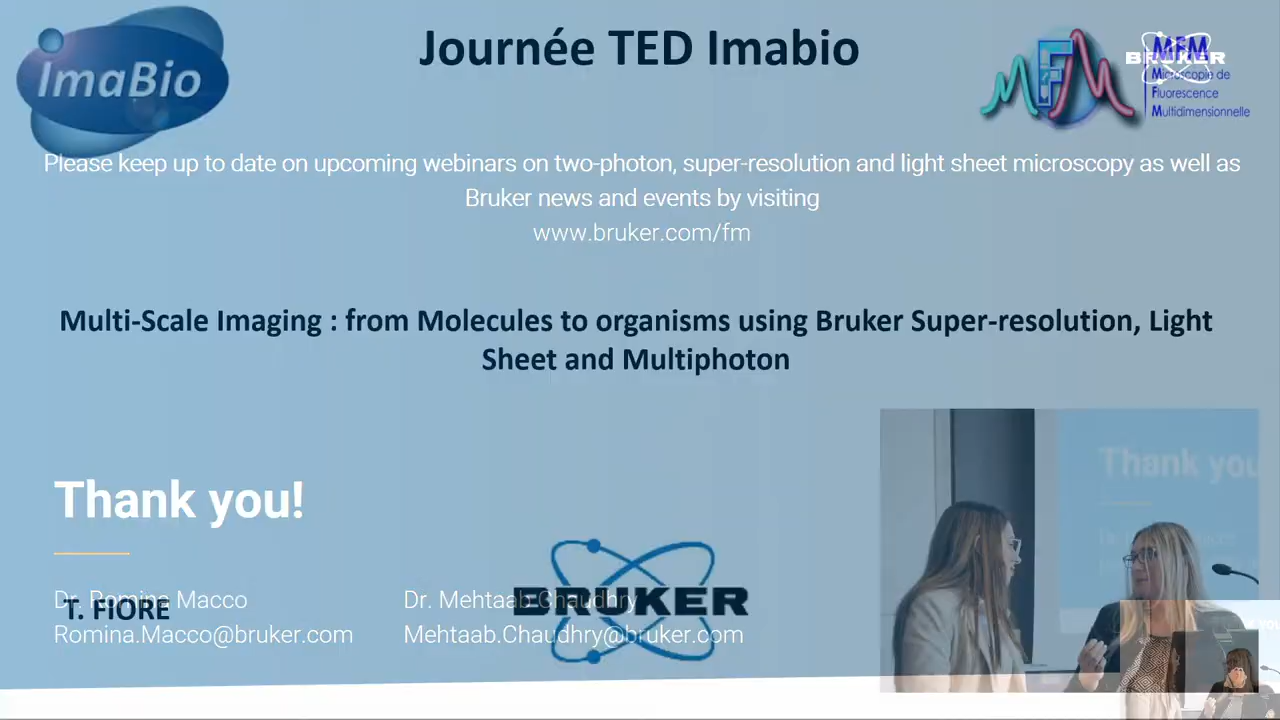 Journée TED Imabio
ImaBio
MFM
BRUKER
Microscopie de
Fluorescence
Multidimensionnelle
Please keep up to date on upcoming webinars on two-photon, super-resolution and light sheet microscopy as well as
Bruker news and events by visiting
www.bruker.com/fm
Multi-Scale Imaging : from Molecules to organisms using Bruker Super-resolution, Light
Sheet and Multiphoton
Thank you!
Thank you
Dr. Romina Macco
T. FIORE
Romina.Macco@bruker.com
Dr. Mehtaab Chaudhry
BRUKER
Mehtaab.Chaudhry@bruker.com